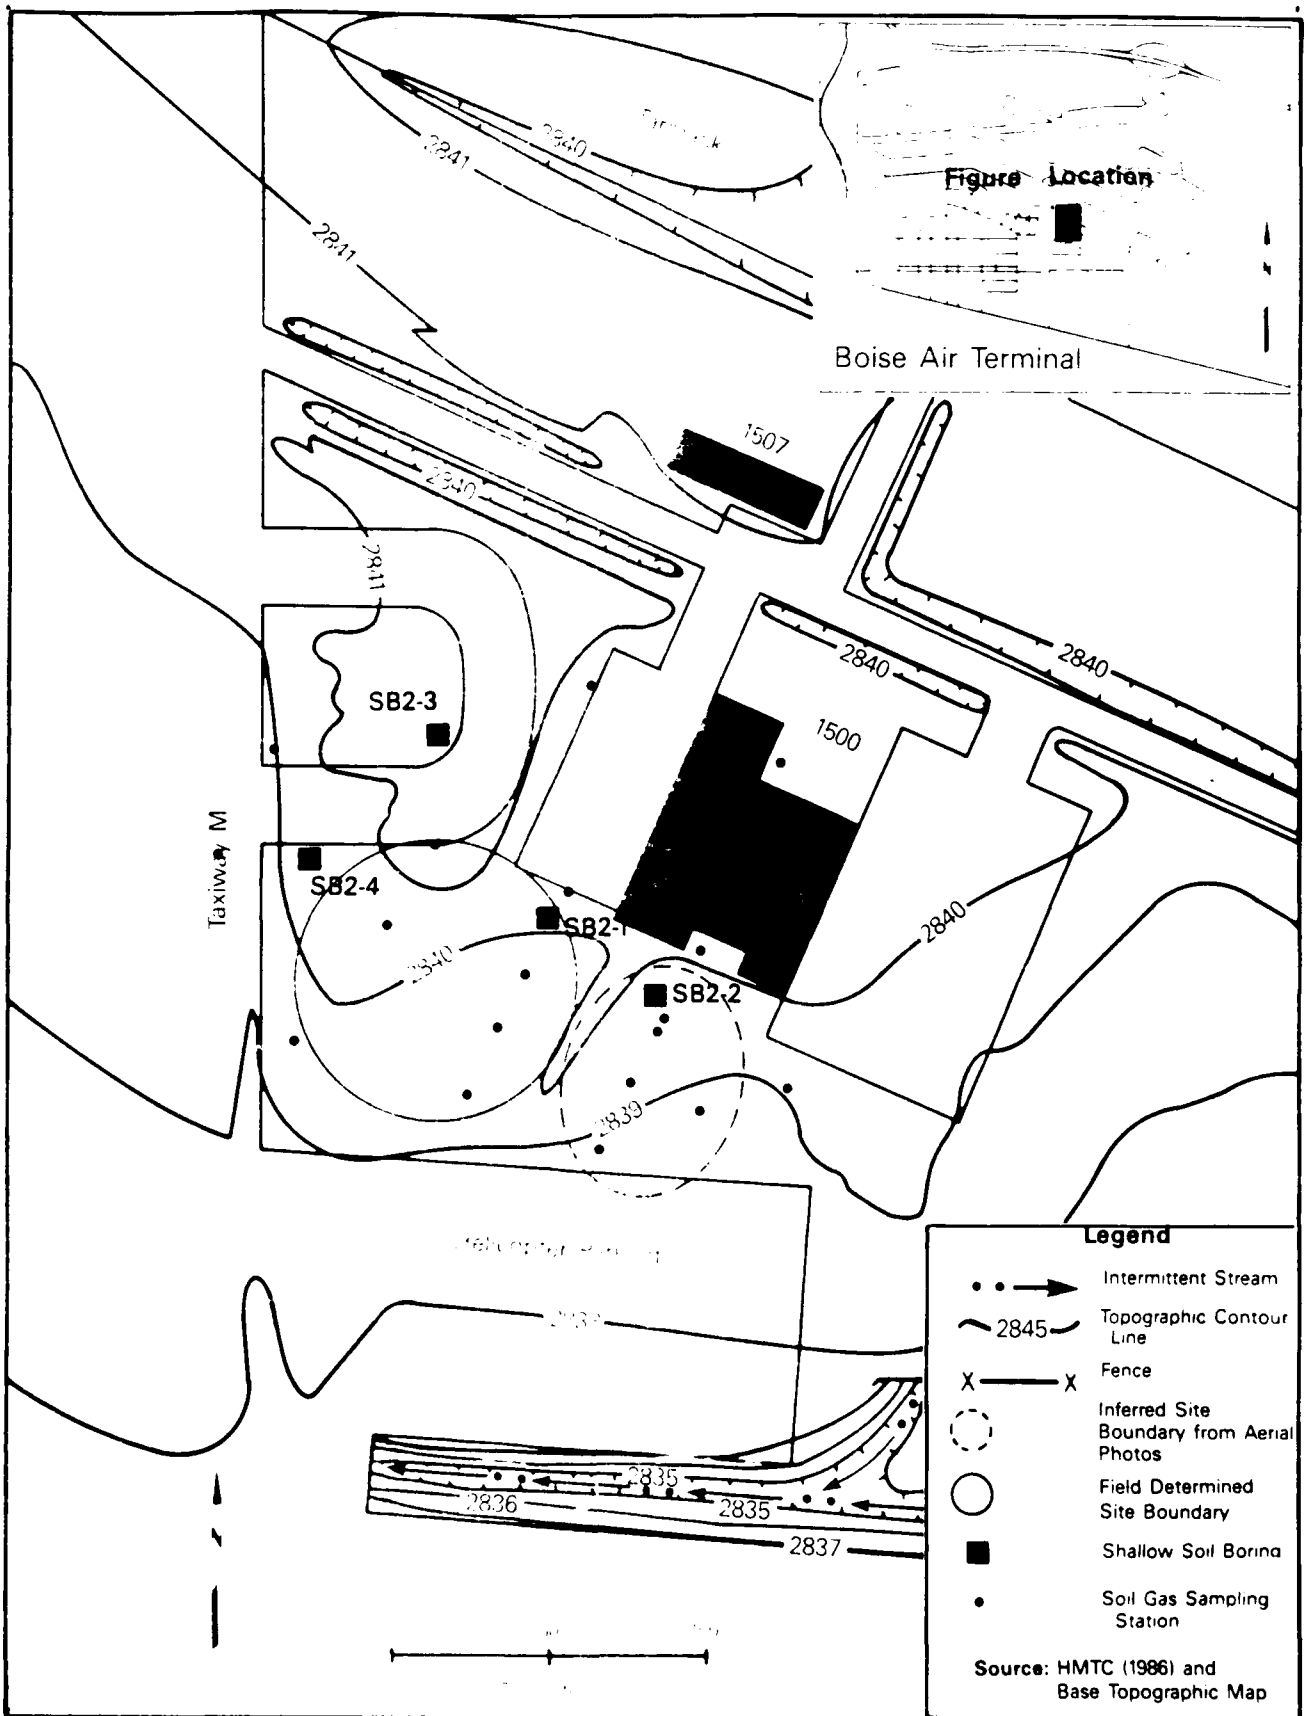 2840
2841
Figure Location
2841
N
Boise Air Terminal
1507
2840
2841
2840
2840
SB2-3
1500
Taxiway M
SB2-4
2840
SB2-1
2840
SB2-2
2839
Legend
Intermittent Stream
2845
Topographic Contour
Line
X X
Fence
Inferred Site
Boundary from Aerial
Photos
2835
Field Determined
Site Boundary
2836
2835
2837
Shallow Soil Boring
N
Soil Gas Sampling
Station
Source: HMTC (1986) and
Base Topographic Map